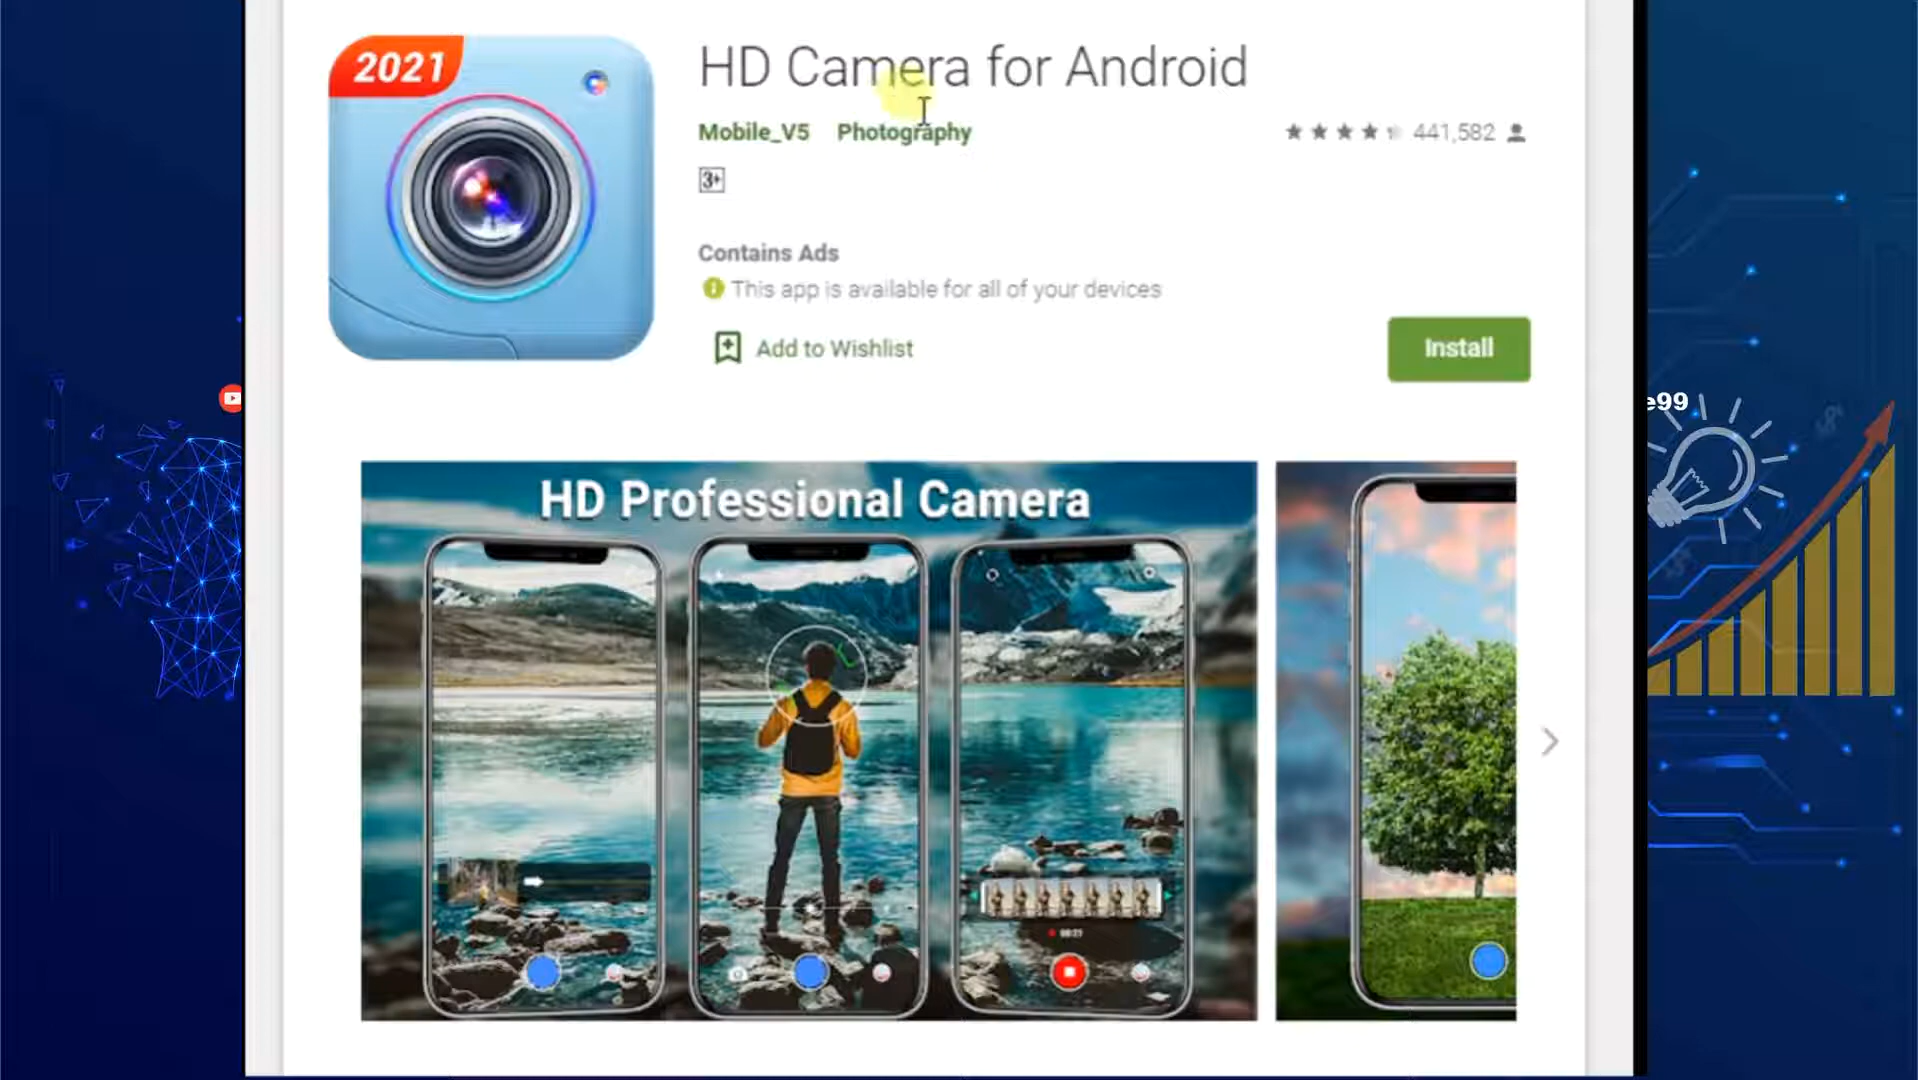 2021
HD Camera for Android
Mobile_V5 Photography
441,582
3+
Contains Ads
This app is available for all of your devices
Add to Wishlist
Install
e99
HD Professional Camera